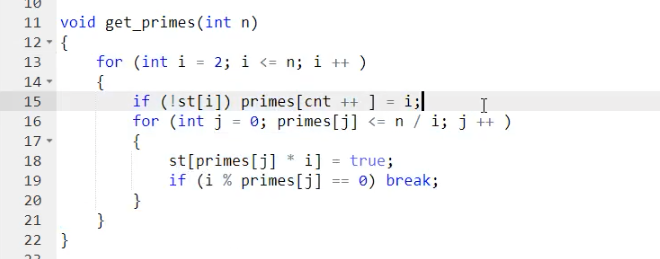 10
11 void get_primes(int n)
12 {
13 for (int i = 2; i <= n; i ++ )
14 {
15 if (!st[i]) primes[cnt ++ ] = i;
16 for (int j = 0; primes[j] <= n / i; j ++ )
17 {
18 st[primes[j] * i] = true;
19 if (i % primes[j] == 0) break;
20 }
21 }
22 }